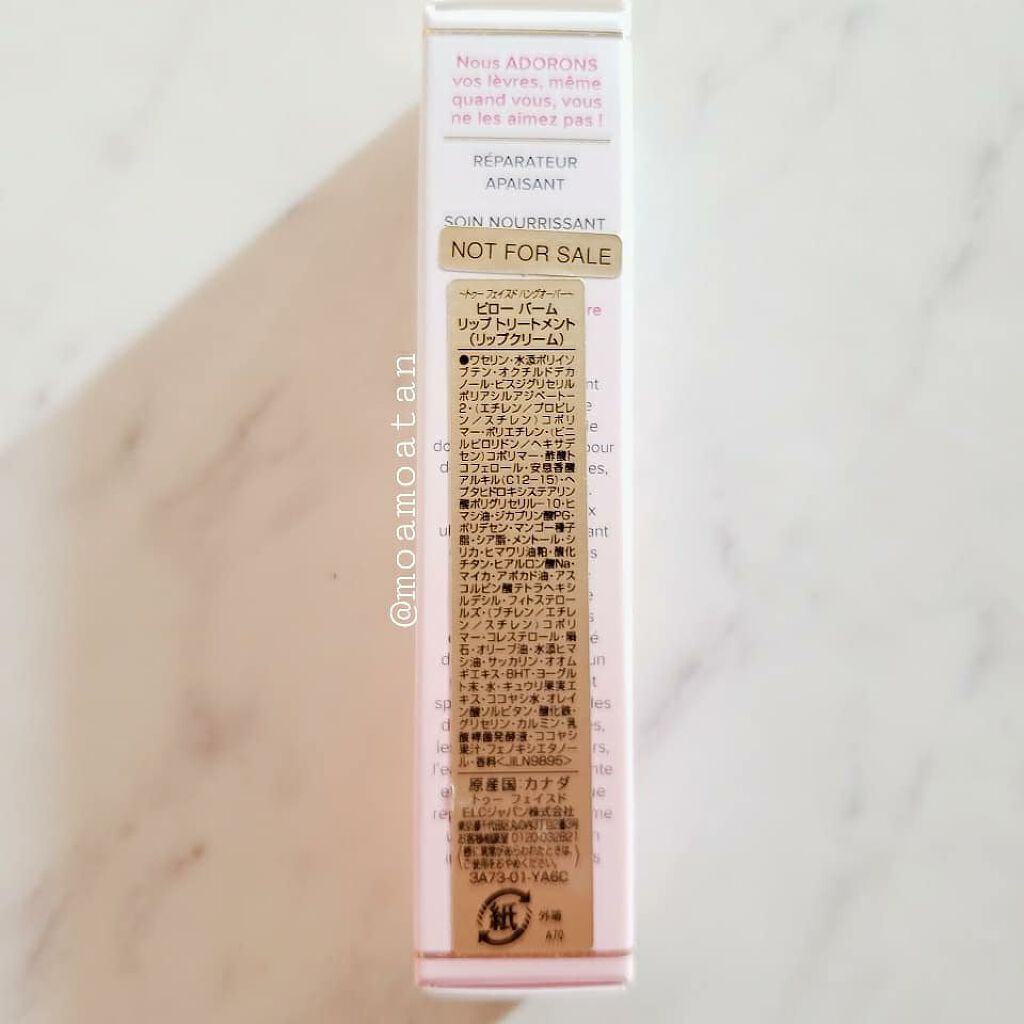 Nous ADORONS
vos lèvres, même
quand vous, vous
ne les aimez pas !
RÉPARATEUR
APAISANT
SOIN NOURRISSANT
NOT FOR SALE
~トゥー フェイスド ハングオーバー~
ピロー バーム
リップ トリートメント
(リップクリーム)
●ワセリン・水添ポリイソ
ブテン・オクチルドデカ
ノール・ビスジグリセリル
ポリアシルアジペート-
2・(エチレン/プロピレ
ン/スチレン)コポリ
マー・ポリエチレン・(ビニ
ルピロリドン/ヘキサデ
セン)コポリマー・酢酸ト
コフェロール・安息香酸
アルキル(C12-15)・ヘ
プタヒドロキシステアリン
酸ポリグリセリル-10・ヒ
マシ油・ジカプリン酸PG・
ポリデセン・マンゴー種子
脂・シア脂・メントール・シ
リカ・ヒマワリ油粕・酸化
チタン・ヒアルロン酸Na・
マイカ・アボカド油・アス
コルビン酸テトラヘキシ
ルデシル・フィトステロー
ルズ・(ブチレン/エチレ
ン/スチレン)コポリ
マー・コレステロール・絹
石・オリーブ油・水添ヒマ
シ油・サッカリン・オオム
ギエキス・BHT・ヨーグル
ト末・水・キュウリ果実エ
キス・ココヤシ水・オレイ
ン酸ソルビタン・酸化鉄・
グリセリン・カルミン・乳
酸桿菌発酵液・ココヤシ
果汁・フェノキシエタノー
ル・香料<JILN9895>
原産国:カナダ
トゥー フェイスド
ELCジャパン株式会社
お客様相談室 0120-032821
3A73-01-YA6C
紙
外箱
A70
@moamoatan